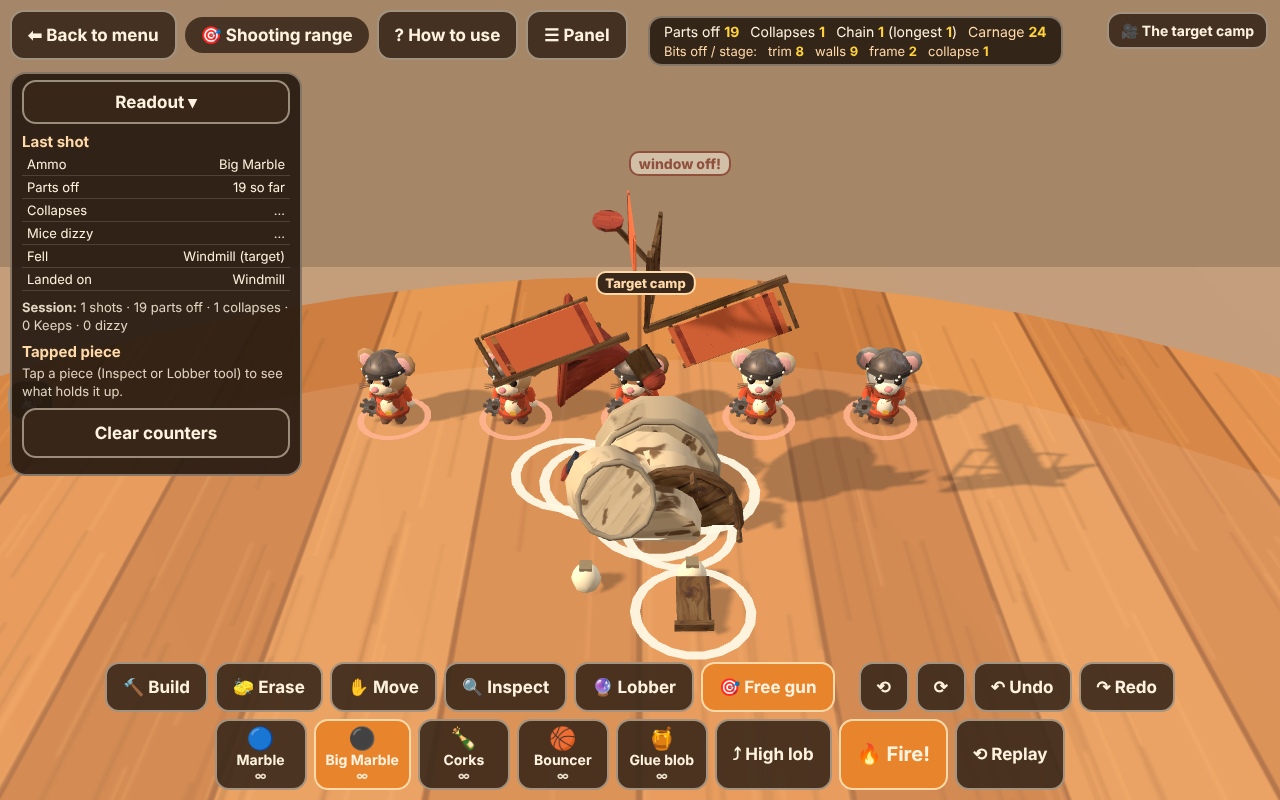 ⬅ Back to menu
🎯 Shooting range
? How to use
☰ Panel
Parts off 19 Collapses 1 Chain 1 (longest 1) Carnage 24
Bits off / stage: trim 8 walls 9 frame 2 collapse 1
🎥 The target camp
Readout ▾
Last shot
Ammo Big Marble
Parts off 19 so far
Collapses ...
Mice dizzy ...
Fell Windmill (target)
Landed on Windmill
Session: 1 shots · 19 parts off · 1 collapses ·
0 Keeps · 0 dizzy
Tapped piece
Tap a piece (Inspect or Lobber tool) to see
what holds it up.
Clear counters
window off!
Target camp
🔨 Build
🧽 Erase
✋ Move
🔍 Inspect
🔮 Lobber
🎯 Free gun
⟲
⟳
↶ Undo
↷ Redo
Marble
∞
Big Marble
∞
Corks
∞
Bouncer
∞
Glue blob
∞
⤴ High lob
🔥 Fire!
⟲ Replay